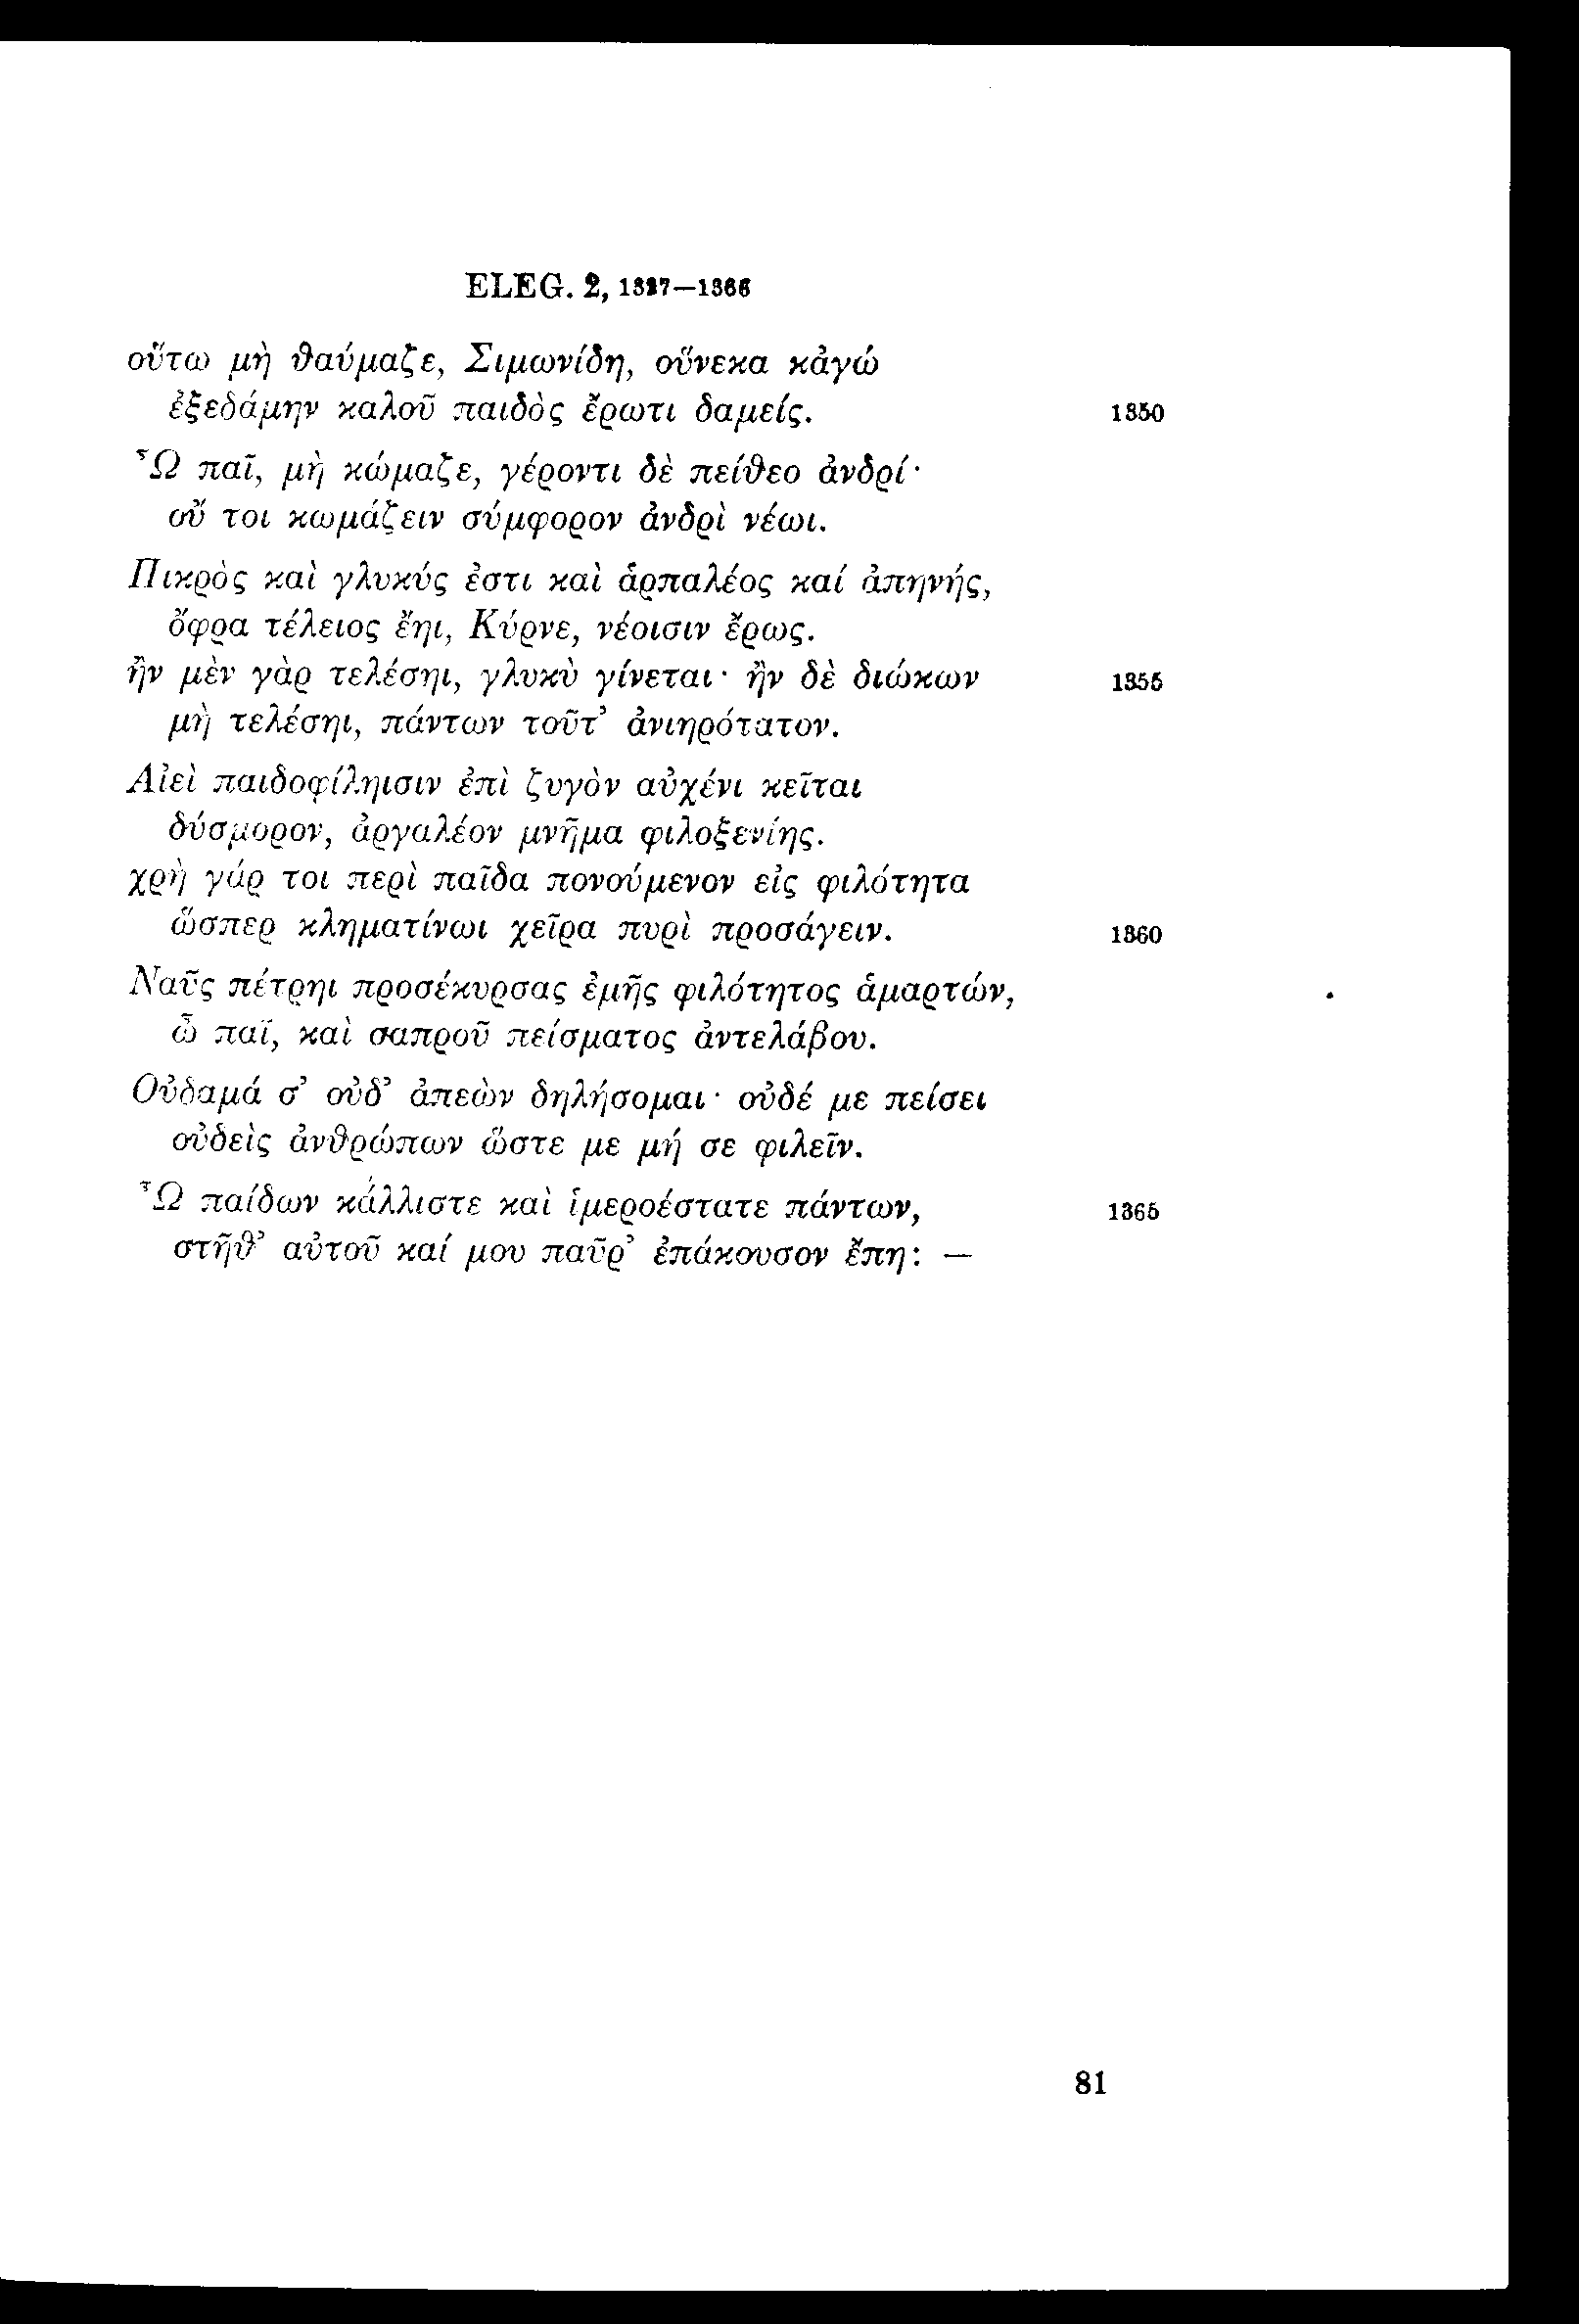 ELEG. 2, 1327—1366
οὕτω μὴ θαύμαζε, Σιμωνίδη, οὕνεκα κἀγώ
ἐξεδάμην καλοῦ παιδὸς ἔρωτι δαμείς. 1350
Ὦ παῖ, μὴ κώμαζε, γέροντι δὲ πείθεο ἀνδρί·
οὔ τοι κωμάζειν σύμφορον ἀνδρὶ νέωι.
Πικρὸς καὶ γλυκύς ἐστι καὶ ἁρπαλέος καί ἀπηνής,
ὄφρα τέλειος ἔηι, Κύρνε, νέοισιν ἔρως.
ἢν μὲν γὰρ τελέσηι, γλυκὺ γίνεται· ἢν δὲ διώκων 1355
μὴ τελέσηι, πάντων τοῦτ' ἀνιηρότατον.
Αἰεὶ παιδοφίληισιν ἐπὶ ζυγὸν αὐχένι κεῖται
δύσμορον, ἀργαλέον μνῆμα φιλοξενίης.
χρὴ γάρ τοι περὶ παῖδα πονούμενον εἰς φιλότητα
ὥσπερ κληματίνωι χεῖρα πυρὶ προσάγειν. 1360
Ναῦς πέτρηι προσέκυρσας ἐμῆς φιλότητος ἁμαρτών,
ὦ παῖ, καὶ σαπροῦ πείσματος ἀντελάβου.
Οὐδαμά σ' οὐδ' ἀπεὼν δηλήσομαι· οὐδέ με πείσει
οὐδεὶς ἀνθρώπων ὥστε με μή σε φιλεῖν.
Ὦ παίδων κάλλιστε καὶ ἱμεροέστατε πάντων, 1365
στῆθ' αὐτοῦ καί μου παῦρ' ἐπάκουσον ἔπη: —
81